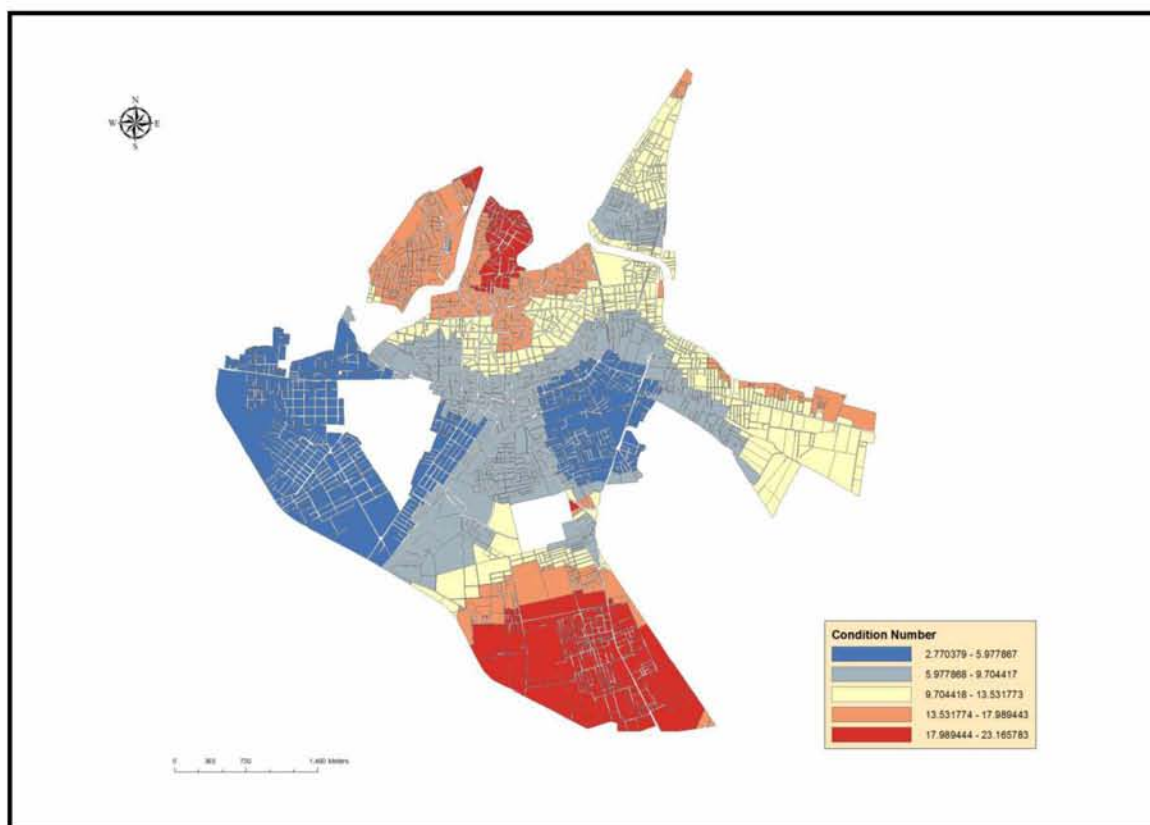 N
W E
S
Condition Number
2.770379 - 5.977867
5.977868 - 9.704417
9.704418 - 13.531773
13.531774 - 17.989443
17.989444 - 23.165783
0